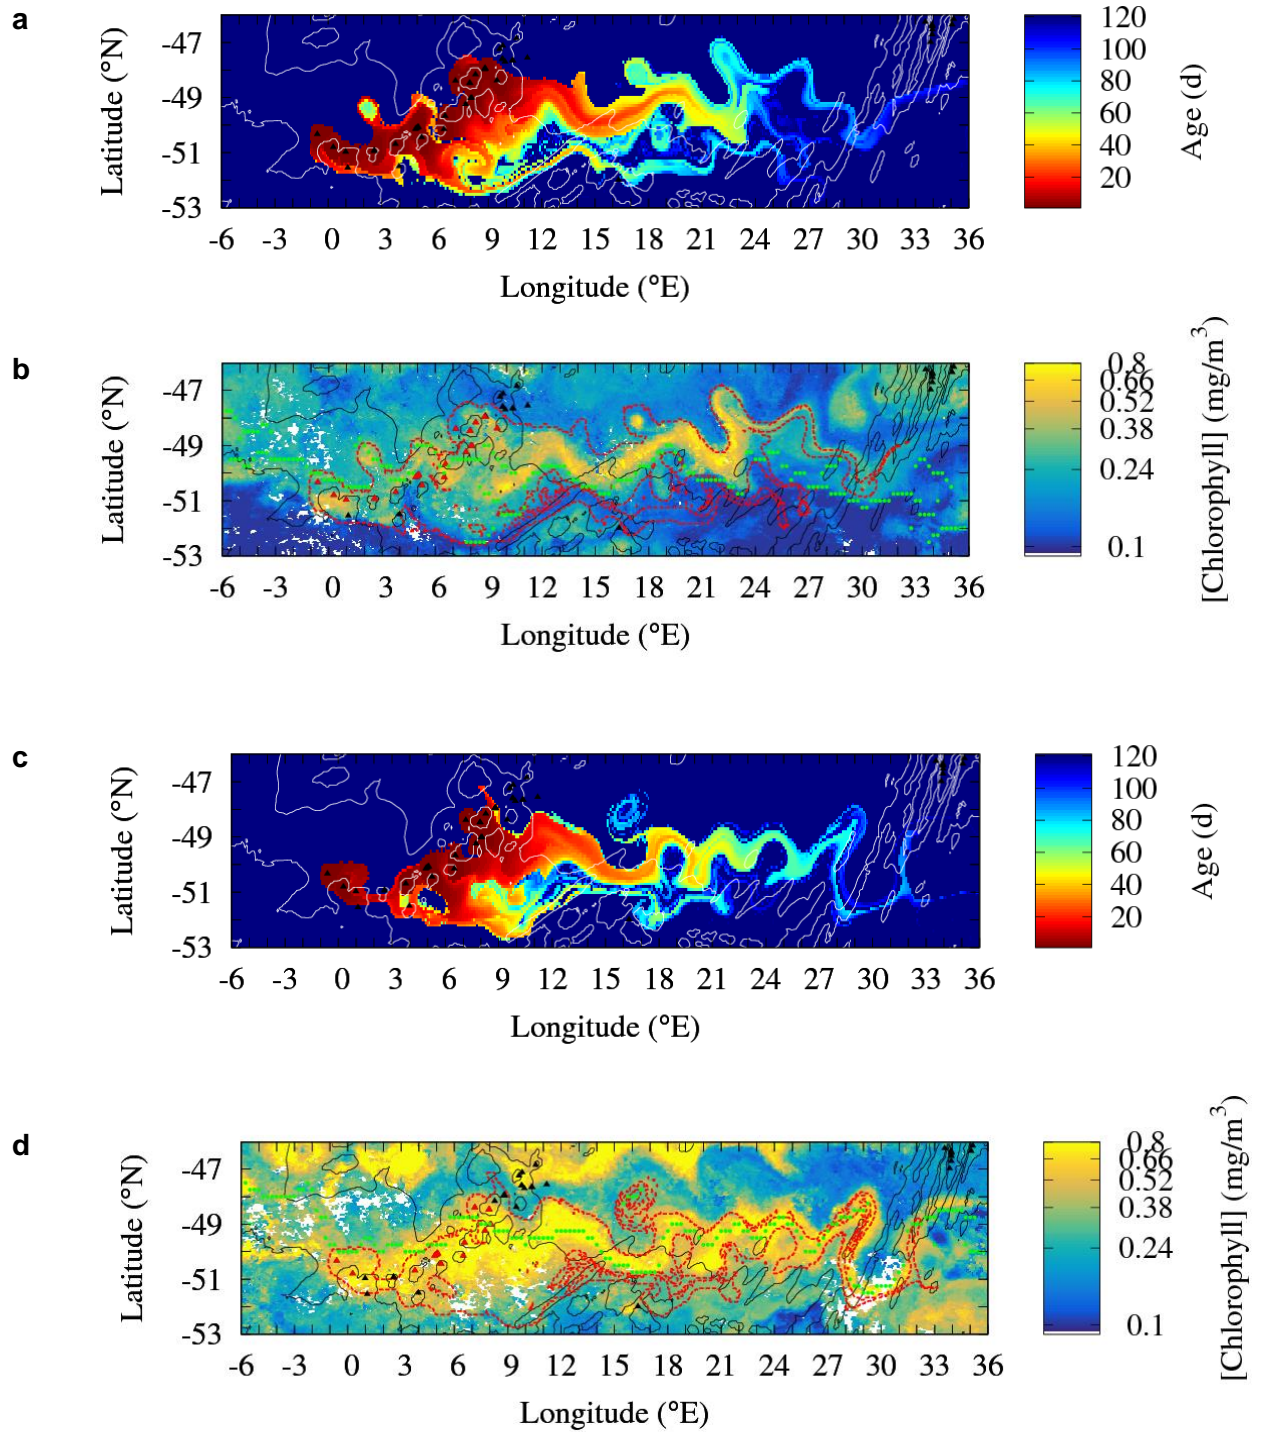 a
Latitude (°N)
-47
-49
-51
-53
-6 -3 0 3 6 9 12 15 18 21 24 27 30 33 36
Longitude (°E)
120
100
80
60
40
20
Age (d)
b
Latitude (°N)
-47
-49
-51
-53
-6 -3 0 3 6 9 12 15 18 21 24 27 30 33 36
Longitude (°E)
0.8
0.66
0.52
0.38
0.24
0.1
[Chlorophyll] (mg/m³)
c
Latitude (°N)
-47
-49
-51
-53
-6 -3 0 3 6 9 12 15 18 21 24 27 30 33 36
Longitude (°E)
120
100
80
60
40
20
Age (d)
d
Latitude (°N)
-47
-49
-51
-53
-6 -3 0 3 6 9 12 15 18 21 24 27 30 33 36
Longitude (°E)
0.8
0.66
0.52
0.38
0.24
0.1
[Chlorophyll] (mg/m³)